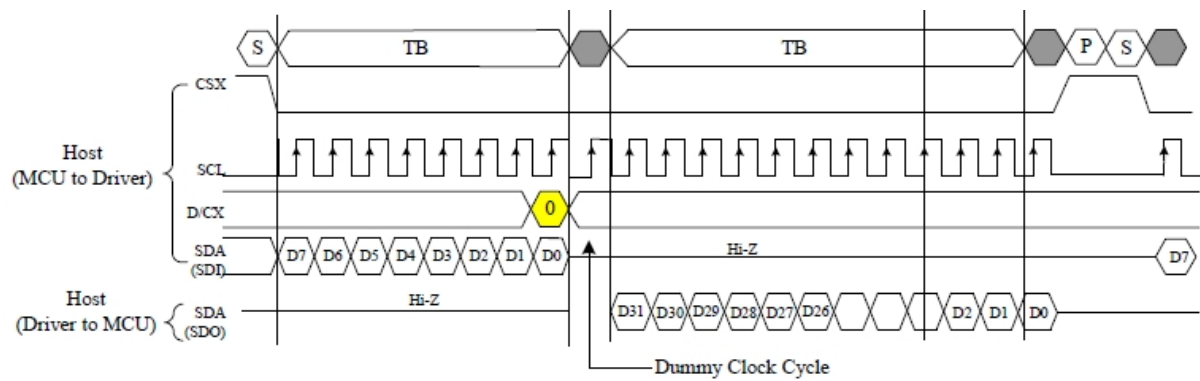 S TB TB P S
CSX
Host
(MCU to Driver)
SCL
D/CX 0
SDA
(SDI)
D7 D6 D5 D4 D3 D2 D1 D0 Hi-Z D7
Host
(Driver to MCU)
SDA
(SDO)
Hi-Z D31 D30 D29 D28 D27 D26 D2 D1 D0
Dummy Clock Cycle